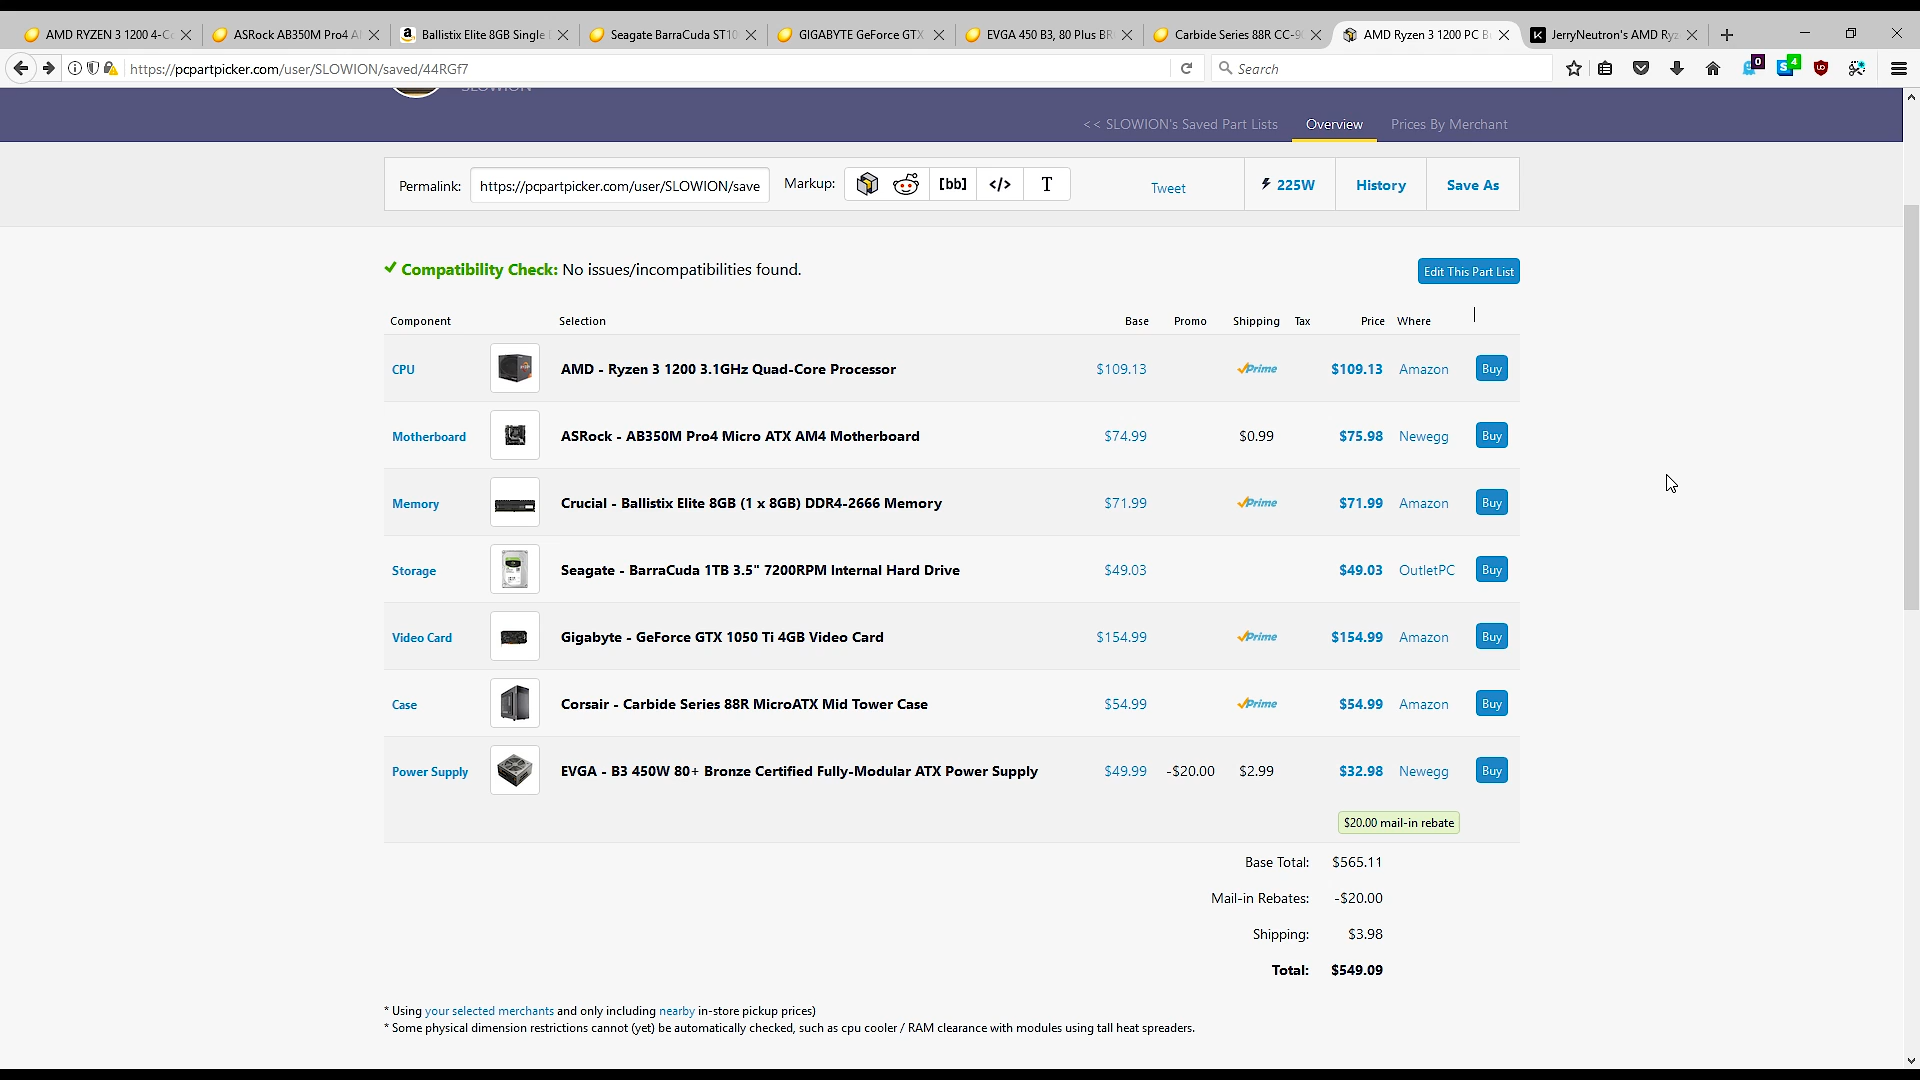 AMD RYZEN 3 1200 4-Co
ASRock AB350M Pro4 A
Ballistix Elite 8GB Single
Seagate BarraCuda ST10
GIGABYTE GeForce GTX
EVGA 450 B3, 80 Plus BR
Carbide Series 88R CC-9
AMD Ryzen 3 1200 PC B
JerryNeutron's AMD Ryz
https://pcpartpicker.com/user/SLOWION/saved/44RGf7
Search
0
4
SLOWION
<< SLOWION's Saved Part Lists Overview Prices By Merchant
Permalink: https://pcpartpicker.com/user/SLOWION/save Markup: [bb] </> T Tweet 225W History Save As
Compatibility Check: No issues/incompatibilities found. Edit This Part List
Component Selection Base Promo Shipping Tax Price Where
CPU AMD - Ryzen 3 1200 3.1GHz Quad-Core Processor $109.13 Prime $109.13 Amazon Buy
Motherboard ASRock - AB350M Pro4 Micro ATX AM4 Motherboard $74.99 $0.99 $75.98 Newegg Buy
Memory Crucial - Ballistix Elite 8GB (1 x 8GB) DDR4-2666 Memory $71.99 Prime $71.99 Amazon Buy
Storage Seagate - BarraCuda 1TB 3.5" 7200RPM Internal Hard Drive $49.03 $49.03 OutletPC Buy
Video Card Gigabyte - GeForce GTX 1050 Ti 4GB Video Card $154.99 Prime $154.99 Amazon Buy
Case Corsair - Carbide Series 88R MicroATX Mid Tower Case $54.99 Prime $54.99 Amazon Buy
Power Supply EVGA - B3 450W 80+ Bronze Certified Fully-Modular ATX Power Supply $49.99 -$20.00 $2.99 $32.98 Newegg Buy
$20.00 mail-in rebate
Base Total: $565.11
Mail-in Rebates: -$20.00
Shipping: $3.98
Total: $549.09
* Using your selected merchants and only including nearby in-store pickup prices)
* Some physical dimension restrictions cannot (yet) be automatically checked, such as cpu cooler / RAM clearance with modules using tall heat spreaders.